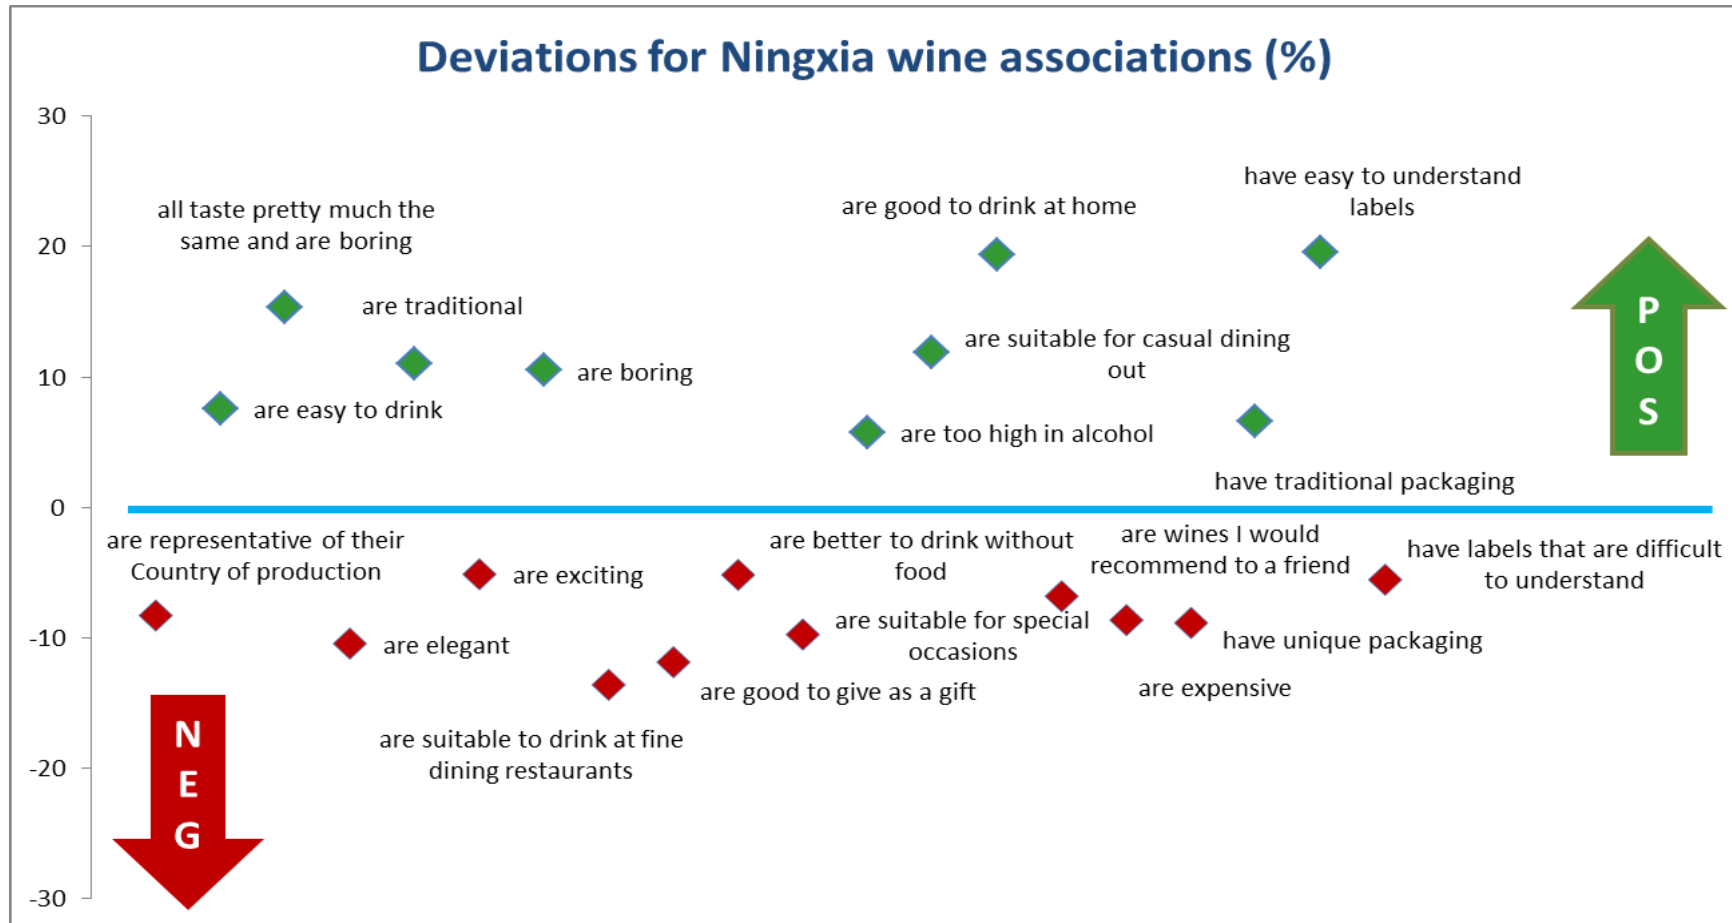 Deviations for Ningxia wine associations (%)
30
20
10
0
-10
-20
-30
all taste pretty much the
same and are boring
are traditional
are easy to drink
are boring
are good to drink at home
have easy to understand
labels
are suitable for casual dining
out
are too high in alcohol
have traditional packaging
P
O
S
are representative of their
Country of production
are exciting
are elegant
are better to drink without
food
are suitable for special
occasions
are good to give as a gift
are suitable to drink at fine
dining restaurants
are wines I would
recommend to a friend
have labels that are difficult
to understand
have unique packaging
are expensive
N
E
G